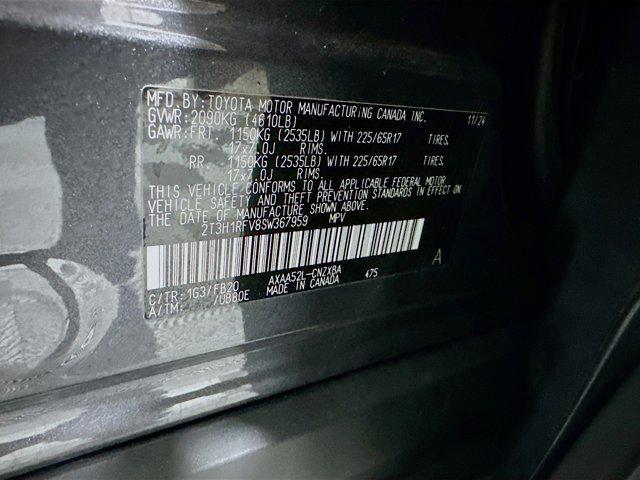 MFD. BY: TOYOTA MOTOR MANUFACTURING CANADA INC. 11/24
GVWR: 2090KG (4610LB)
GAWR: FRT 1150KG (2535LB) WITH 225/65R17 TIRES,
17x7.0J RIMS.
RR 1150KG (2535LB) WITH 225/65R17 TIRES,
17x7.0J RIMS.
THIS VEHICLE CONFORMS TO ALL APPLICABLE FEDERAL MOTOR
VEHICLE SAFETY AND THEFT PREVENTION STANDARDS IN EFFECT ON
THE DATE OF MANUFACTURE SHOWN ABOVE.
2T3H1RFV8SW367959 MPV
A
C/TR: 1G3/FB20 AXAA52L-CNZXBA 475
A/TM: /UB80E MADE IN CANADA